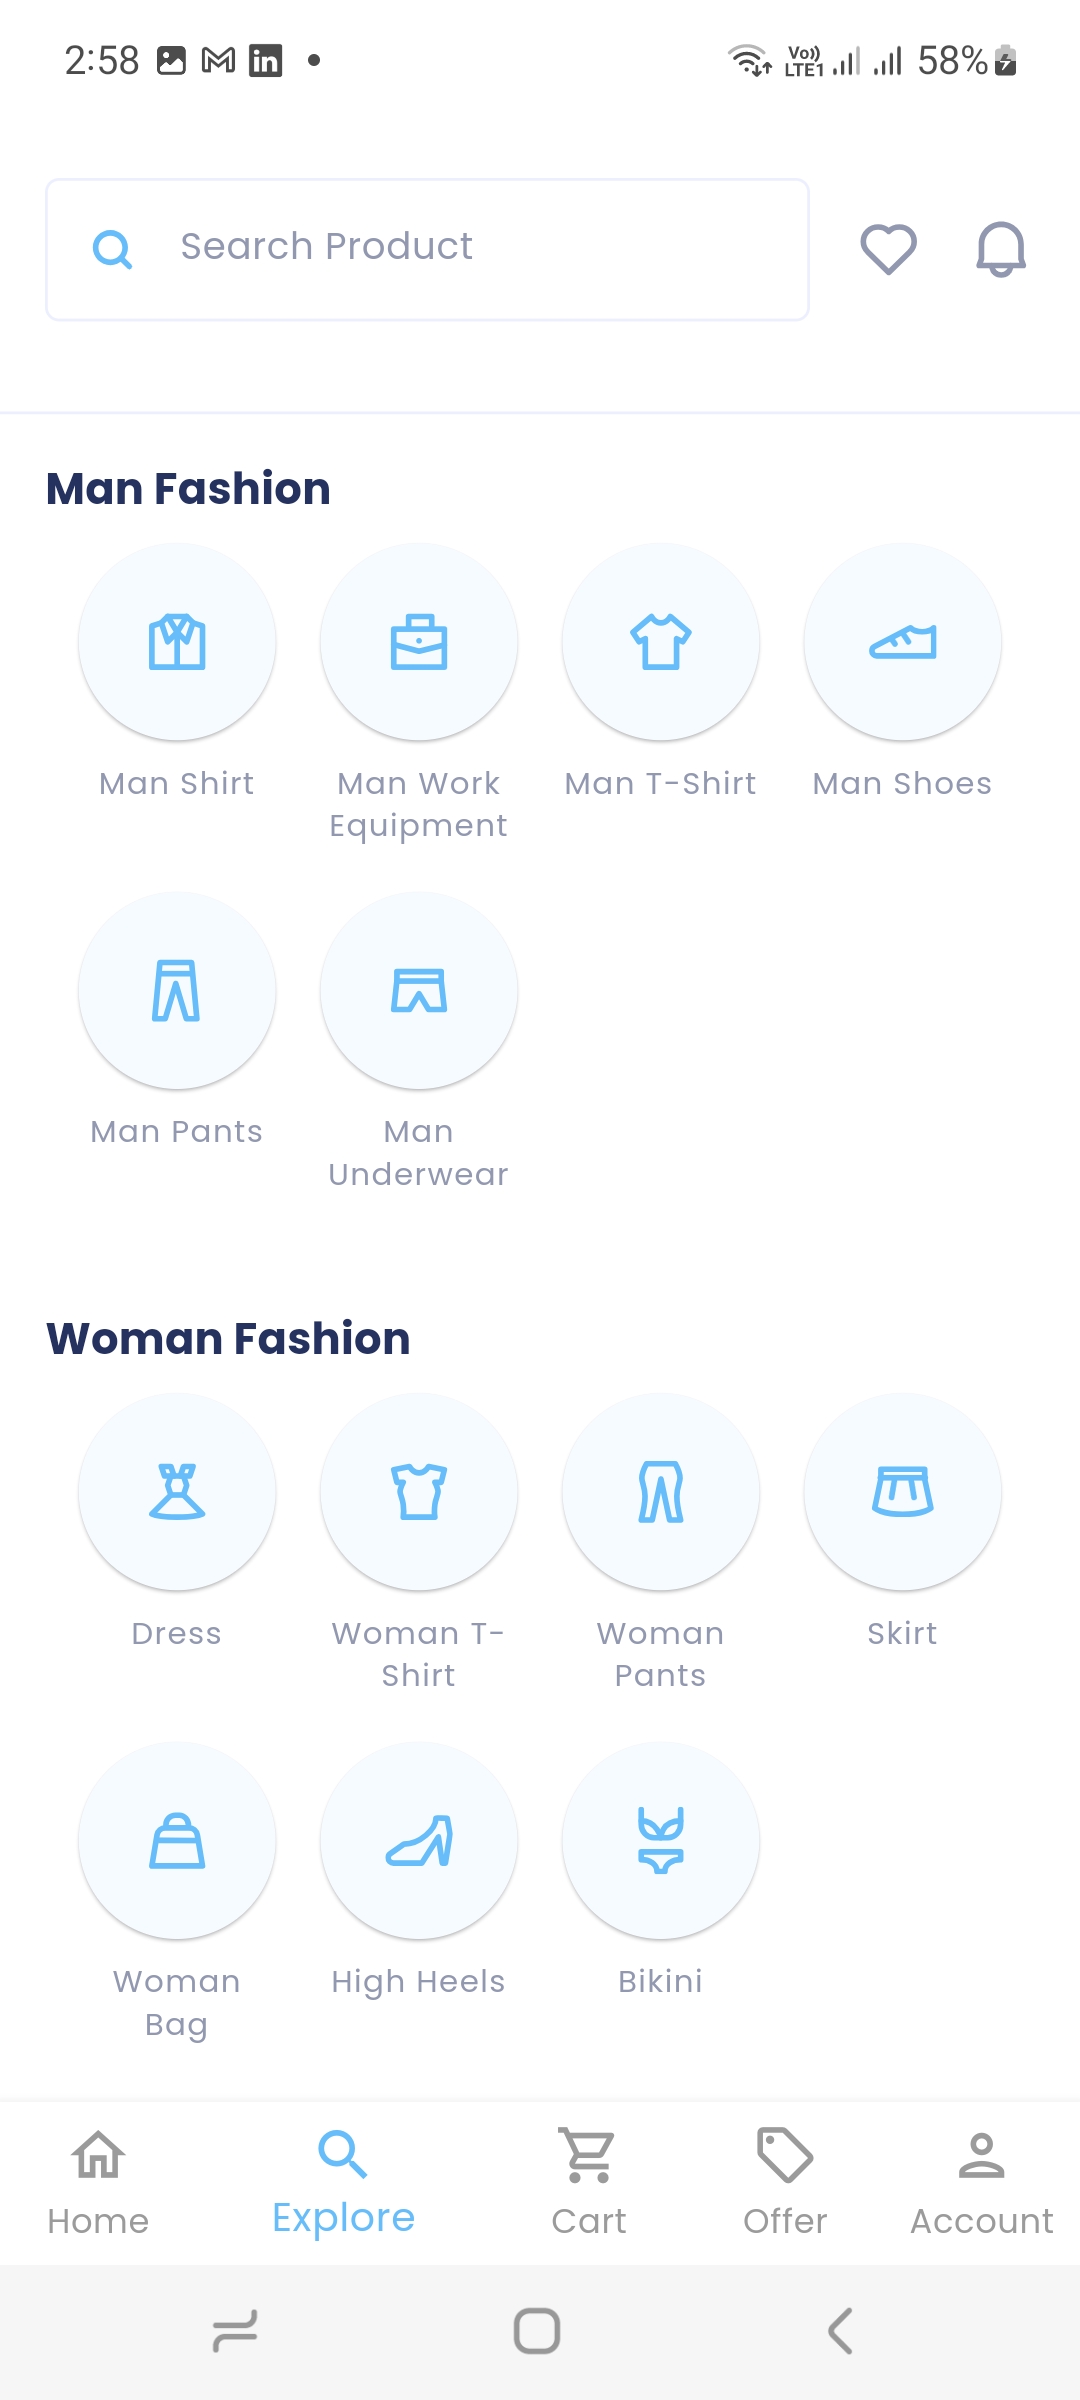 2:58
in
Vo)) LTE1
58%
Search Product
Man Fashion
Man Shirt
Man Work
Equipment
Man T-Shirt
Man Shoes
Man Pants
Man
Underwear
Woman Fashion
Dress
Woman T-
Shirt
Woman
Pants
Skirt
Woman
Bag
High Heels
Bikini
Home
Explore
Cart
Offer
Account